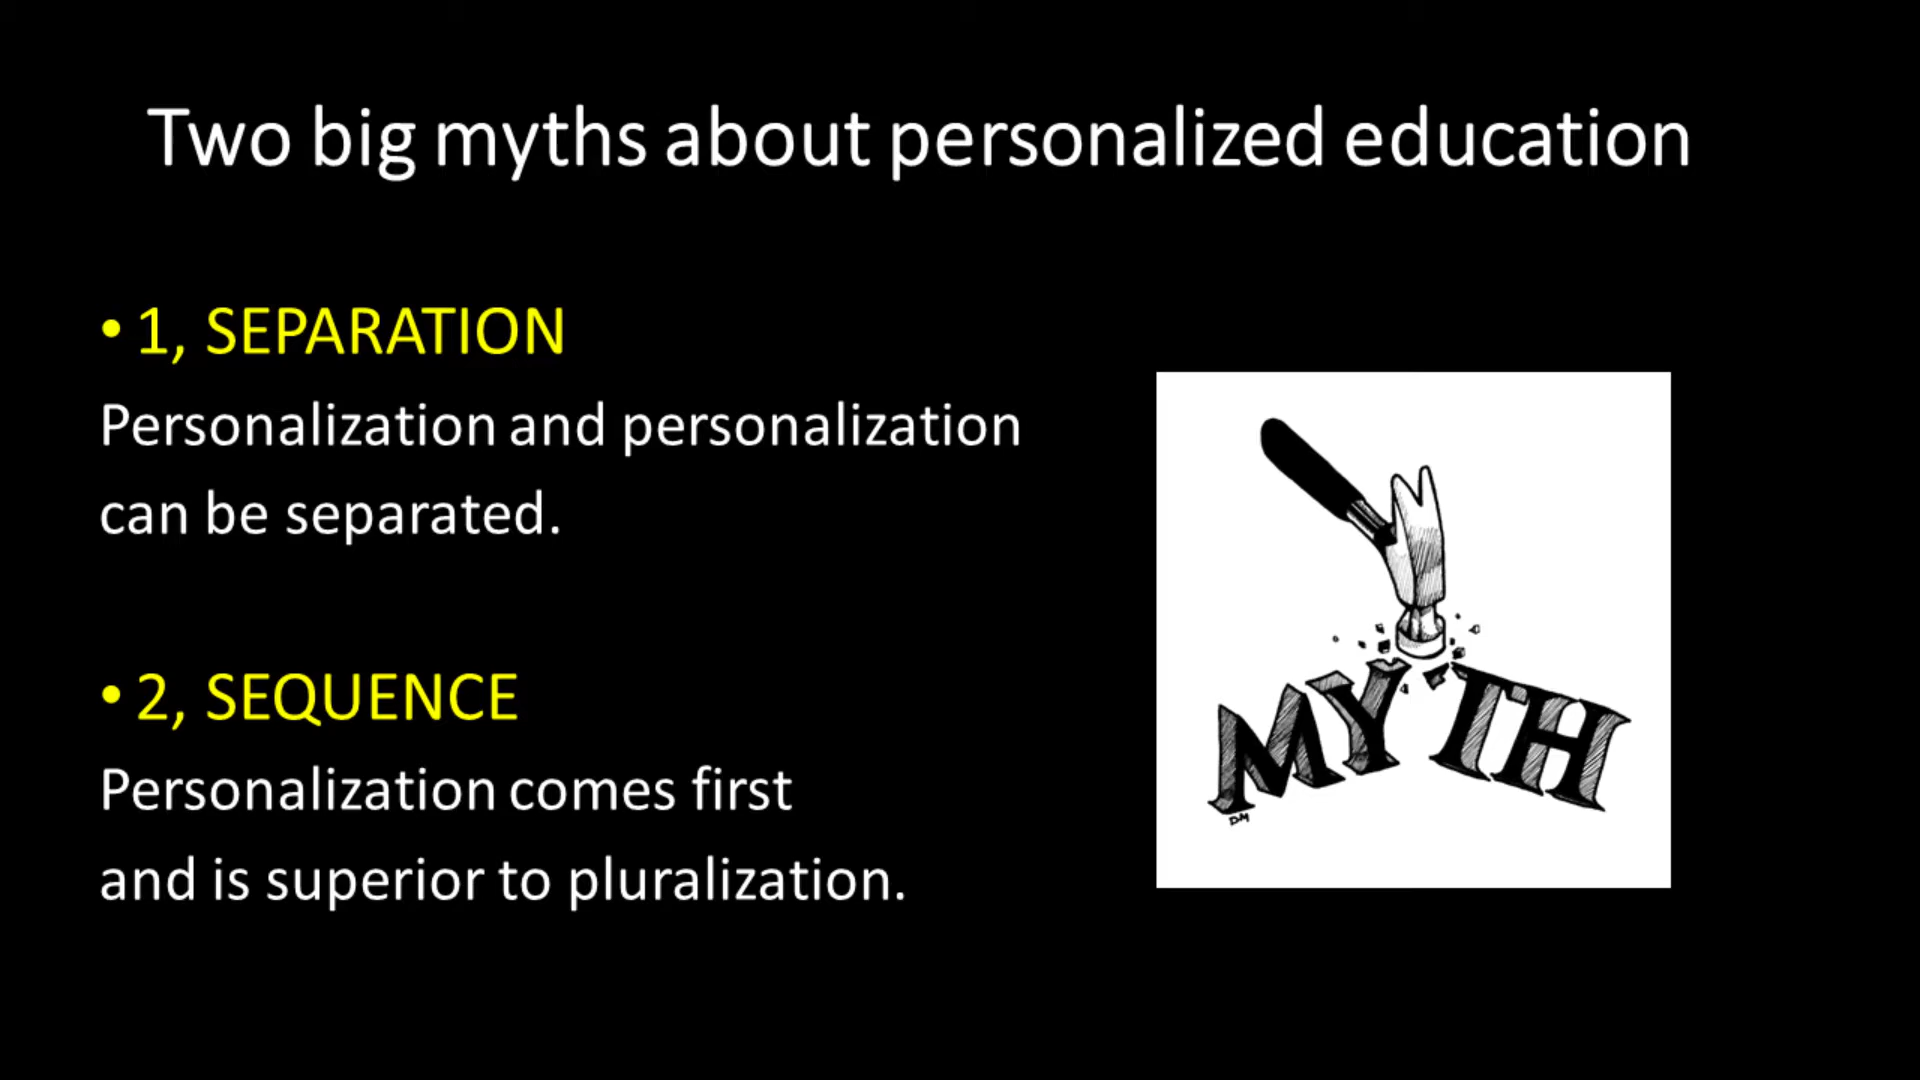 Two big myths about personalized education
• 1, SEPARATION
Personalization and personalization
can be separated.
• 2, SEQUENCE
Personalization comes first
and is superior to pluralization.
MYTH
DM